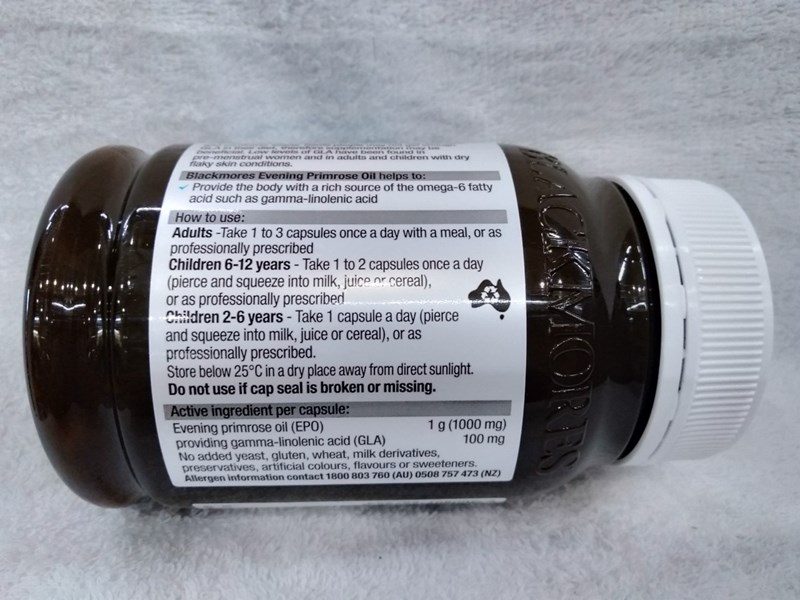 GLA in their diet, therefore supplementation may be
beneficial. Low levels of GLA have been found in
pre-menstrual women and in adults and children with dry
flaky skin conditions.
Blackmores Evening Primrose Oil helps to:
✓ Provide the body with a rich source of the omega-6 fatty
acid such as gamma-linolenic acid
How to use:
Adults -Take 1 to 3 capsules once a day with a meal, or as
professionally prescribed
Children 6-12 years - Take 1 to 2 capsules once a day
(pierce and squeeze into milk, juice or cereal),
or as professionally prescribed
Children 2-6 years - Take 1 capsule a day (pierce
and squeeze into milk, juice or cereal), or as
professionally prescribed.
Store below 25°C in a dry place away from direct sunlight.
Do not use if cap seal is broken or missing.
Active ingredient per capsule:
Evening primrose oil (EPO) 1 g (1000 mg)
providing gamma-linolenic acid (GLA) 100 mg
No added yeast, gluten, wheat, milk derivatives,
preservatives, artificial colours, flavours or sweeteners.
Allergen information contact 1800 803 760 (AU) 0508 757 473 (NZ)
BLACKMORES